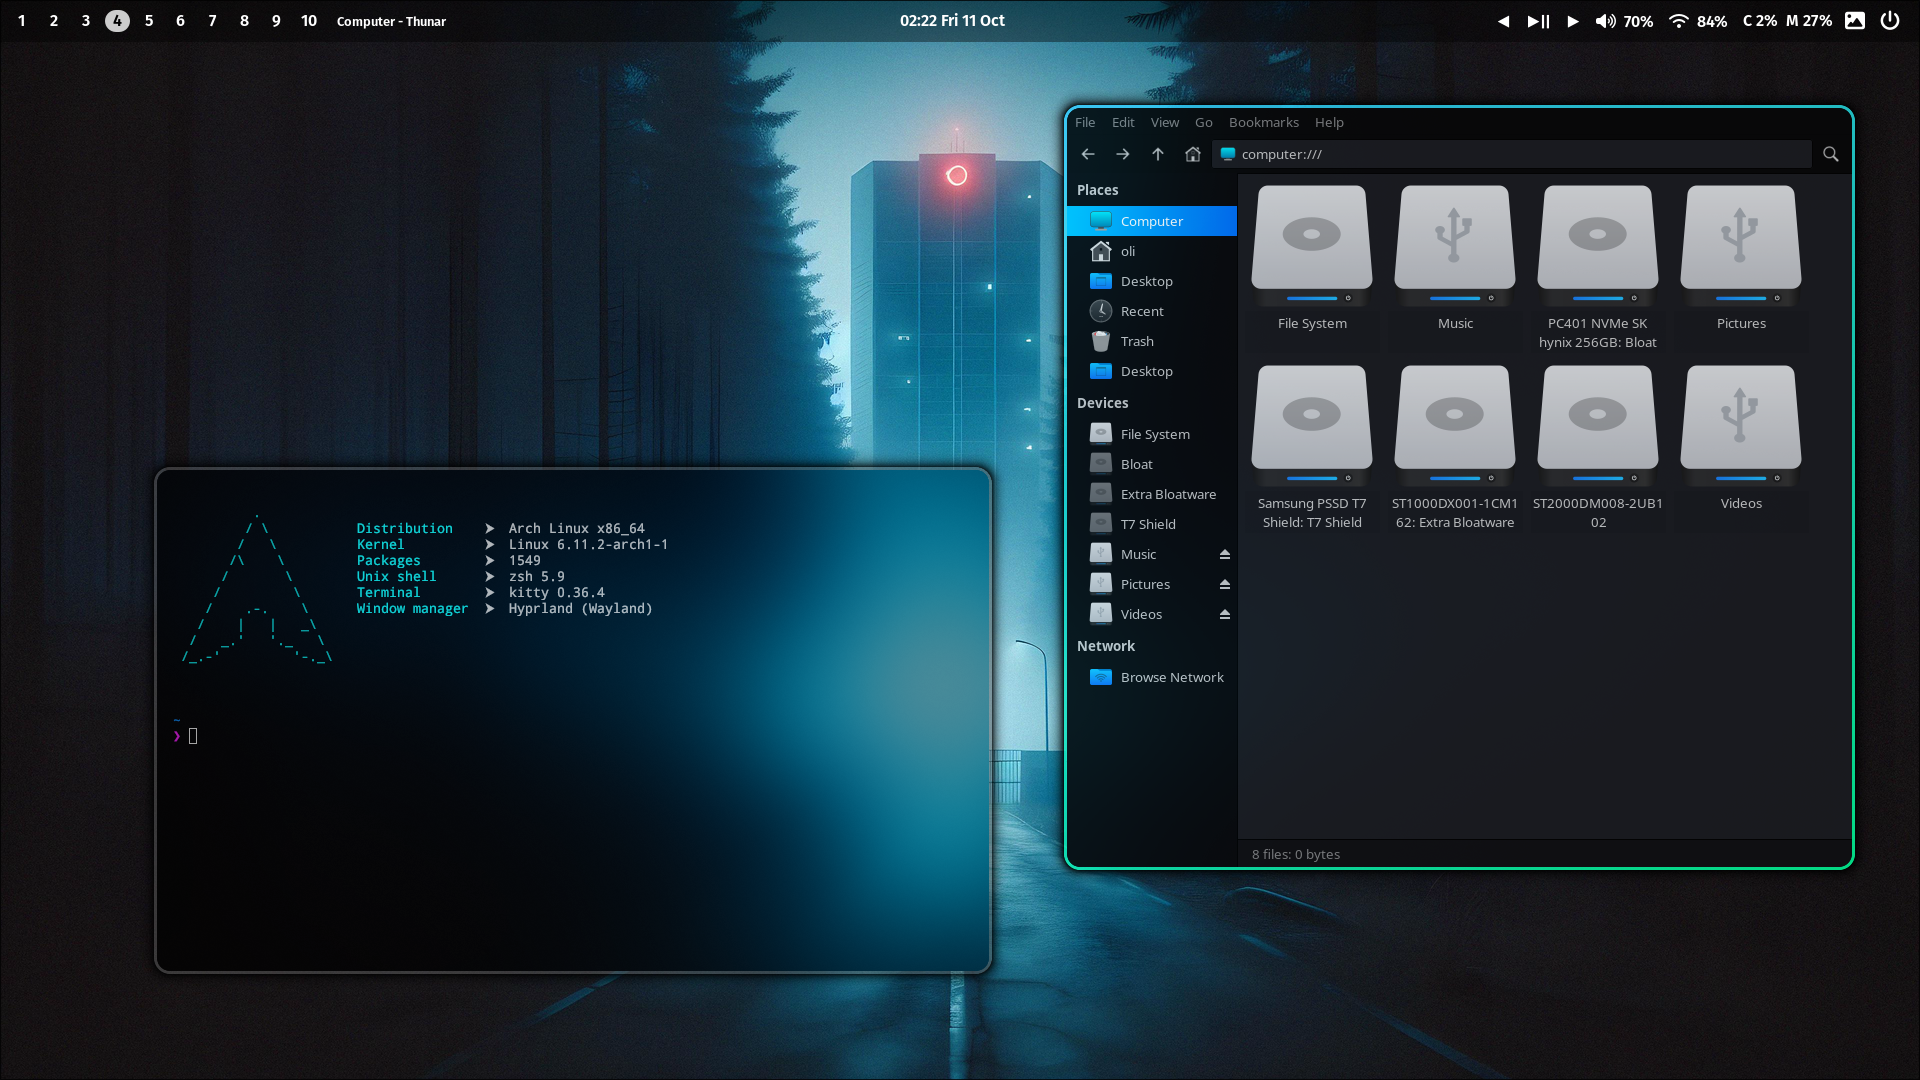 1 2 3 4 5 6 7 8 9 10 Computer - Thunar
02:22 Fri 11 Oct
70% 84% C 2% M 27%
Distribution ➤ Arch Linux x86_64
Kernel ➤ Linux 6.11.2-arch1-1
Packages ➤ 1549
Unix shell ➤ zsh 5.9
Terminal ➤ kitty 0.36.4
Window manager ➤ Hyprland (Wayland)
~
❯
File Edit View Go Bookmarks Help
computer:///
Places
Computer
oli
Desktop
Recent
Trash
Desktop
Devices
File System
Bloat
Extra Bloatware
T7 Shield
Music
Pictures
Videos
Network
Browse Network
File System
Music
PC401 NVMe SK
hynix 256GB: Bloat
Pictures
Samsung PSSD T7
Shield: T7 Shield
ST1000DX001-1CM1
62: Extra Bloatware
ST2000DM008-2UB1
02
Videos
8 files: 0 bytes